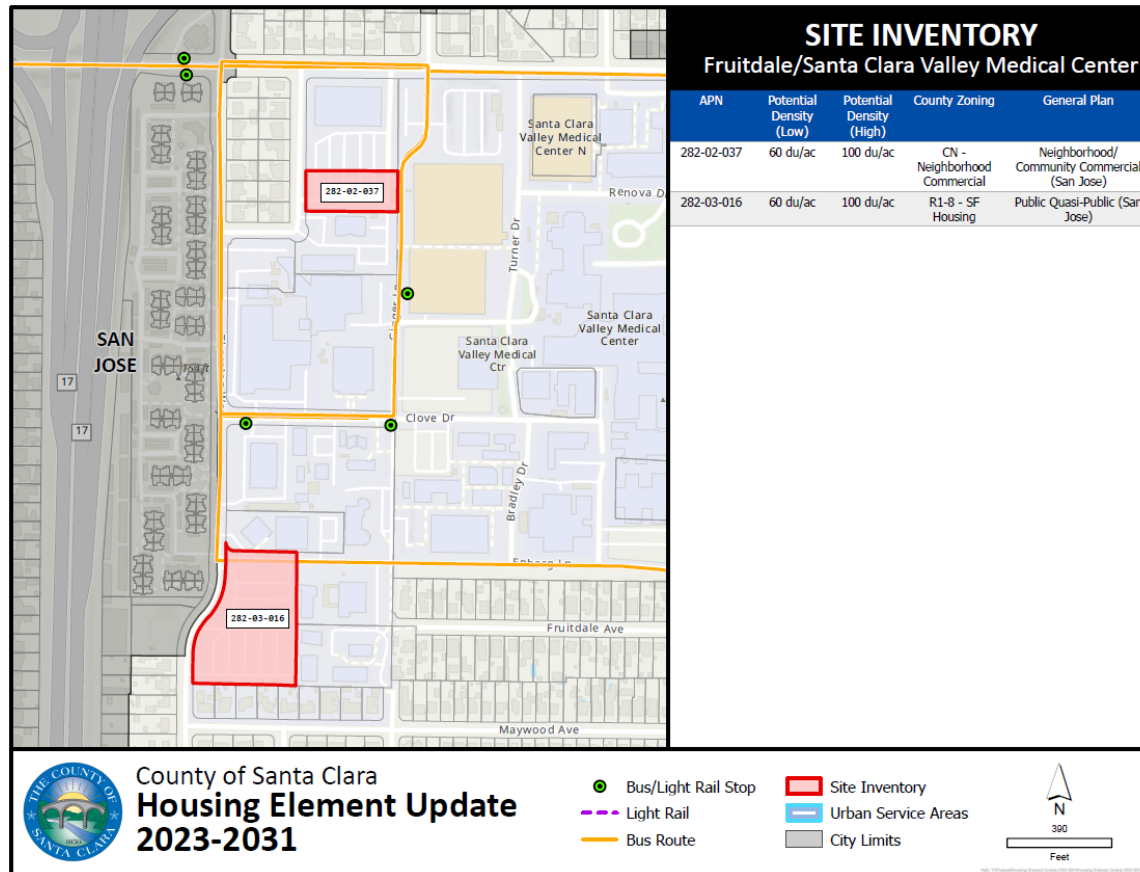 SITE INVENTORY
Fruitdale/Santa Clara Valley Medical Center
APN
Potential
Density
(Low)
Potential
Density
(High)
County Zoning
General Plan
282-02-037
60 du/ac
100 du/ac
CN -
Neighborhood
Commercial
Neighborhood/
Community Commercial
(San Jose)
282-03-016
60 du/ac
100 du/ac
R1-8 - SF
Housing
Public Quasi-Public (San
Jose)
Santa Clara
Valley Medical
Center N
282-02-037
Renova D
Turner Dr
SAN
JOSE
17
17
Santa Clara
Valley Medical
Ctr
Santa Clara
Valley Medical
Center
Clove Dr
Bradley Dr
282-03-016
Fruitdale Ave
Maywood Ave
THE COUNTY OF
SANTA CLARA
1850
County of Santa Clara
Housing Element Update
2023-2031
Bus/Light Rail Stop
Light Rail
Bus Route
Site Inventory
Urban Service Areas
City Limits
N
390
Feet